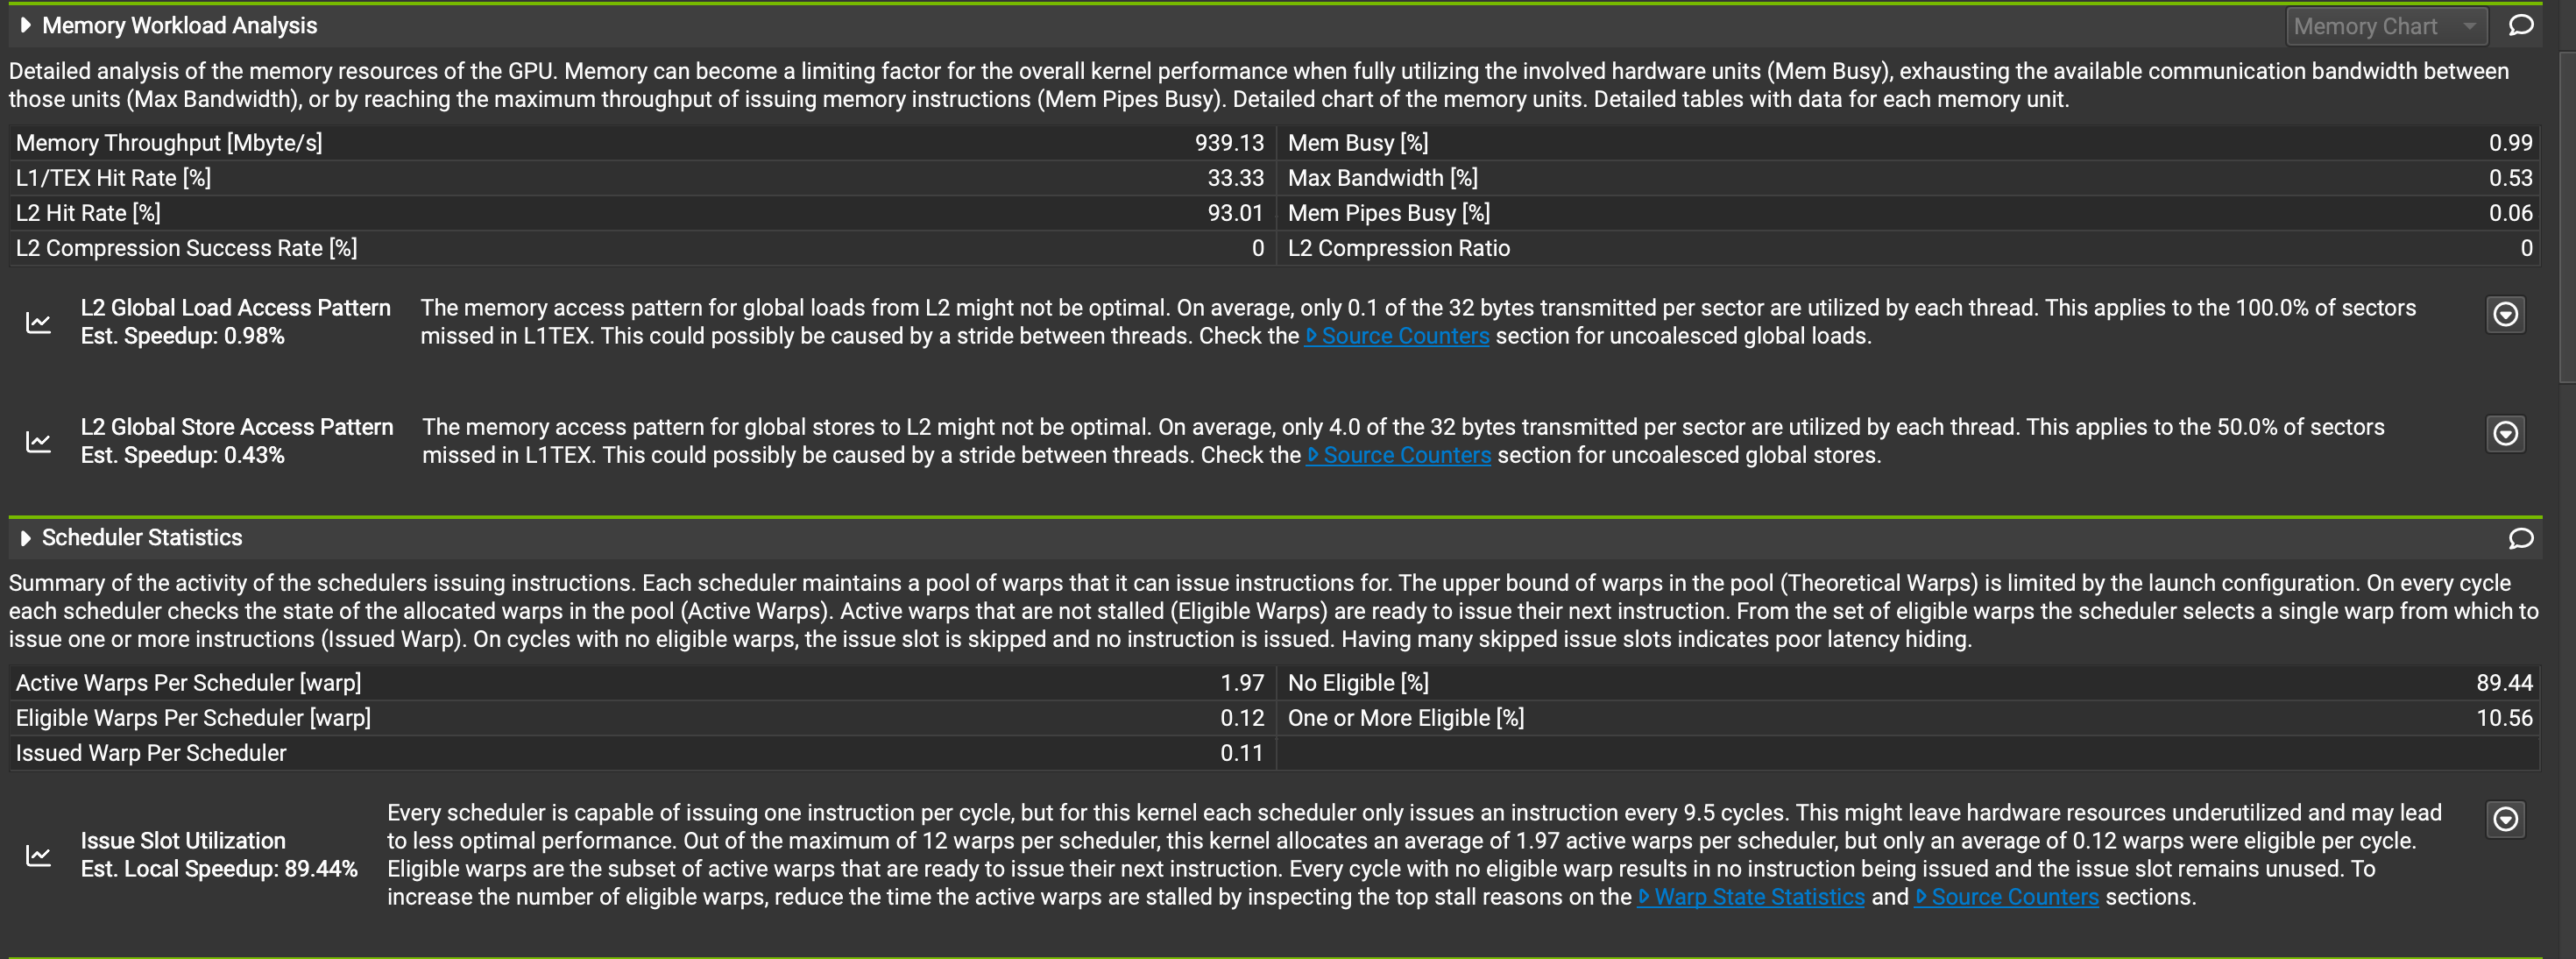 Memory Workload Analysis
Memory Chart
Detailed analysis of the memory resources of the GPU. Memory can become a limiting factor for the overall kernel performance when fully utilizing the involved hardware units (Mem Busy), exhausting the available communication bandwidth between
those units (Max Bandwidth), or by reaching the maximum throughput of issuing memory instructions (Mem Pipes Busy). Detailed chart of the memory units. Detailed tables with data for each memory unit.
Memory Throughput [Mbyte/s] 939.13 Mem Busy [%] 0.99
L1/TEX Hit Rate [%] 33.33 Max Bandwidth [%] 0.53
L2 Hit Rate [%] 93.01 Mem Pipes Busy [%] 0.06
L2 Compression Success Rate [%] 0 L2 Compression Ratio 0
L2 Global Load Access Pattern
Est. Speedup: 0.98%
The memory access pattern for global loads from L2 might not be optimal. On average, only 0.1 of the 32 bytes transmitted per sector are utilized by each thread. This applies to the 100.0% of sectors
missed in L1TEX. This could possibly be caused by a stride between threads. Check the Source Counters section for uncoalesced global loads.
L2 Global Store Access Pattern
Est. Speedup: 0.43%
The memory access pattern for global stores to L2 might not be optimal. On average, only 4.0 of the 32 bytes transmitted per sector are utilized by each thread. This applies to the 50.0% of sectors
missed in L1TEX. This could possibly be caused by a stride between threads. Check the Source Counters section for uncoalesced global stores.
Scheduler Statistics
Summary of the activity of the schedulers issuing instructions. Each scheduler maintains a pool of warps that it can issue instructions for. The upper bound of warps in the pool (Theoretical Warps) is limited by the launch configuration. On every cycle
each scheduler checks the state of the allocated warps in the pool (Active Warps). Active warps that are not stalled (Eligible Warps) are ready to issue their next instruction. From the set of eligible warps the scheduler selects a single warp from which to
issue one or more instructions (Issued Warp). On cycles with no eligible warps, the issue slot is skipped and no instruction is issued. Having many skipped issue slots indicates poor latency hiding.
Active Warps Per Scheduler [warp] 1.97 No Eligible [%] 89.44
Eligible Warps Per Scheduler [warp] 0.12 One or More Eligible [%] 10.56
Issued Warp Per Scheduler 0.11
Issue Slot Utilization
Est. Local Speedup: 89.44%
Every scheduler is capable of issuing one instruction per cycle, but for this kernel each scheduler only issues an instruction every 9.5 cycles. This might leave hardware resources underutilized and may lead
to less optimal performance. Out of the maximum of 12 warps per scheduler, this kernel allocates an average of 1.97 active warps per scheduler, but only an average of 0.12 warps were eligible per cycle.
Eligible warps are the subset of active warps that are ready to issue their next instruction. Every cycle with no eligible warp results in no instruction being issued and the issue slot remains unused. To
increase the number of eligible warps, reduce the time the active warps are stalled by inspecting the top stall reasons on the Warp State Statistics and Source Counters sections.